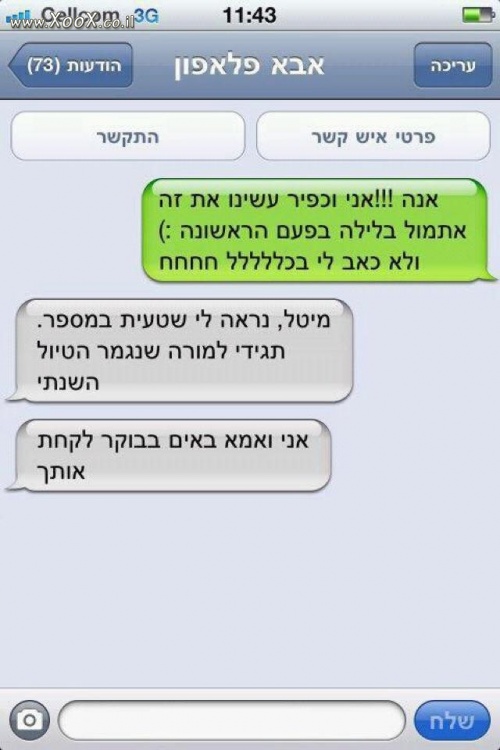 Cellcom 3G 11:43
www.XooX.co.il
הודעות (73) אבא פלאפון עריכה
התקשר פרטי איש קשר
אנה !!!אני וכפיר עשינו את זה
אתמול בלילה בפעם הראשונה :)
ולא כאב לי בכלללללל חחחח
מיטל, נראה לי שטעית במספר.
תגידי למורה שנגמר הטיול
השנתי
אני ואמא באים בבוקר לקחת
אותך
שלח